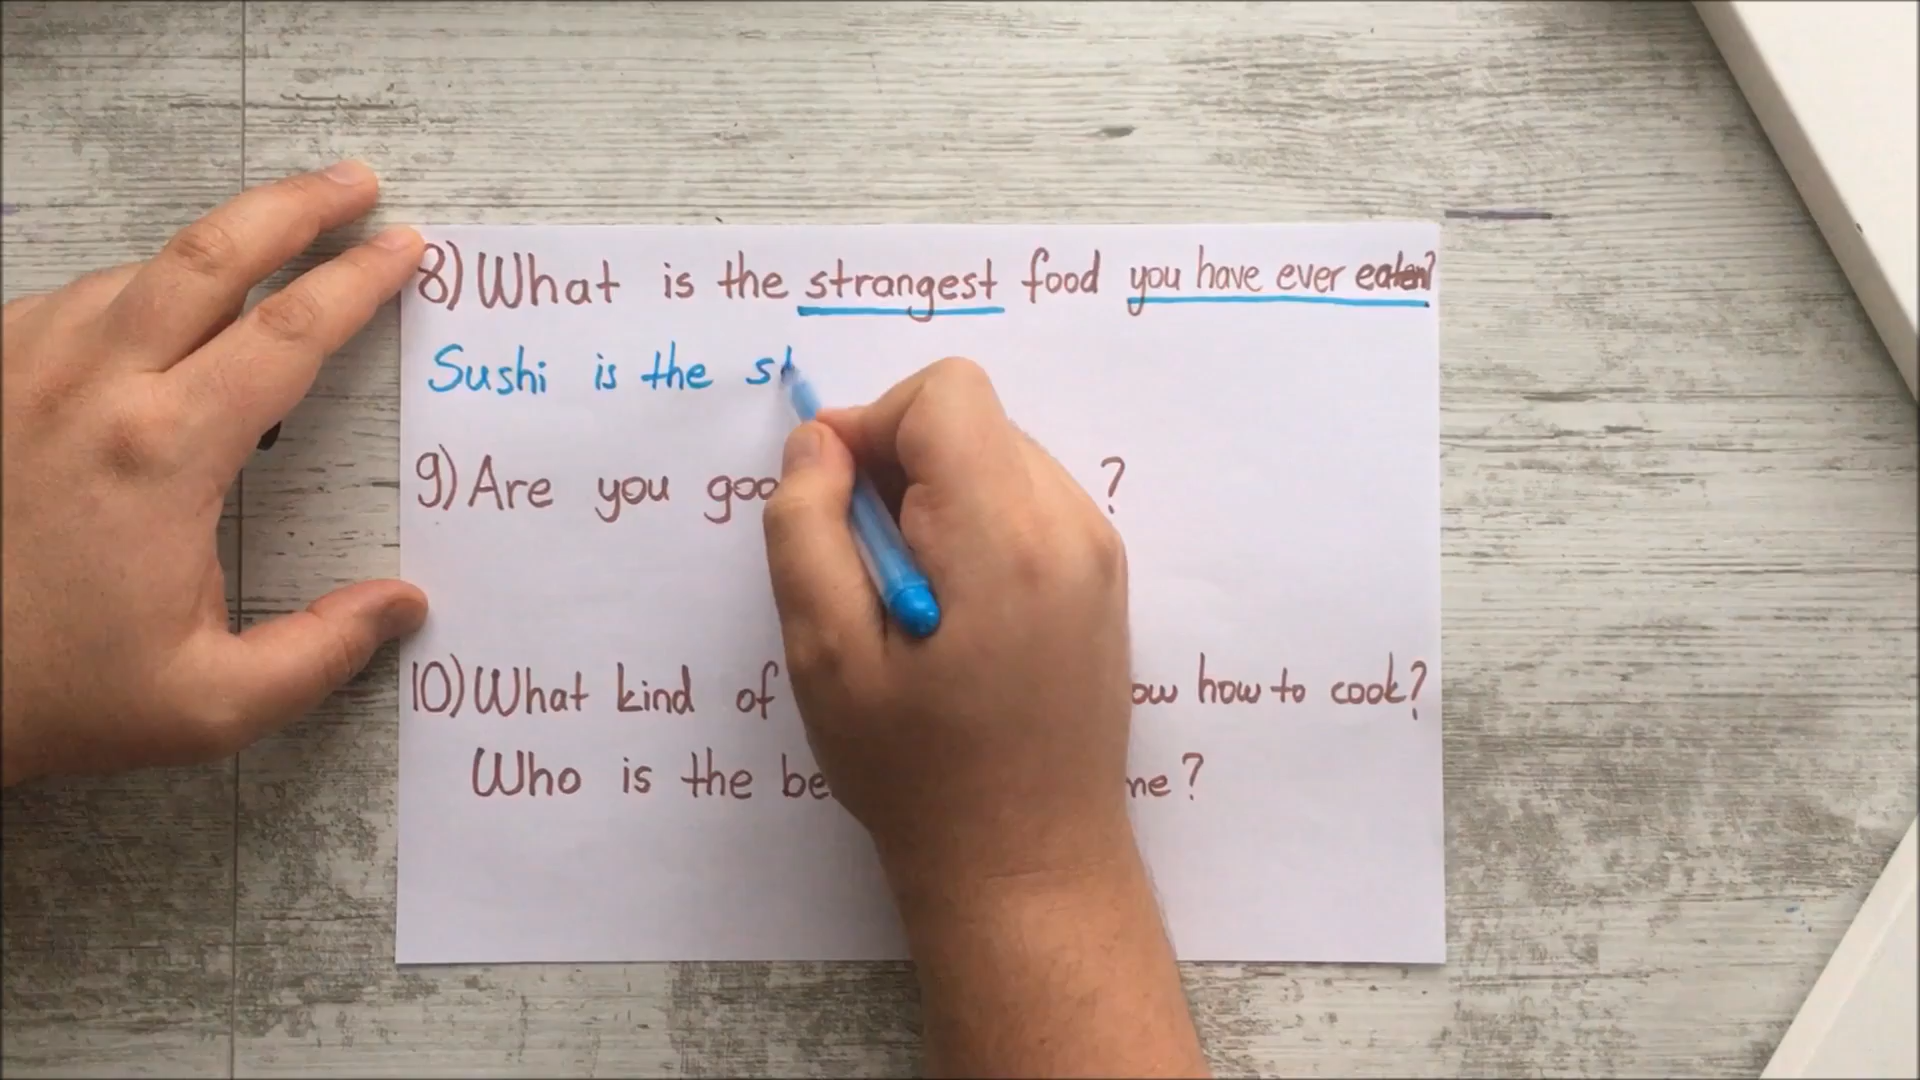 8) What is the strangest food you have ever eaten?
Sushi is the st
9) Are you goo ?
10) What kind of ow how to cook?
Who is the be ne?